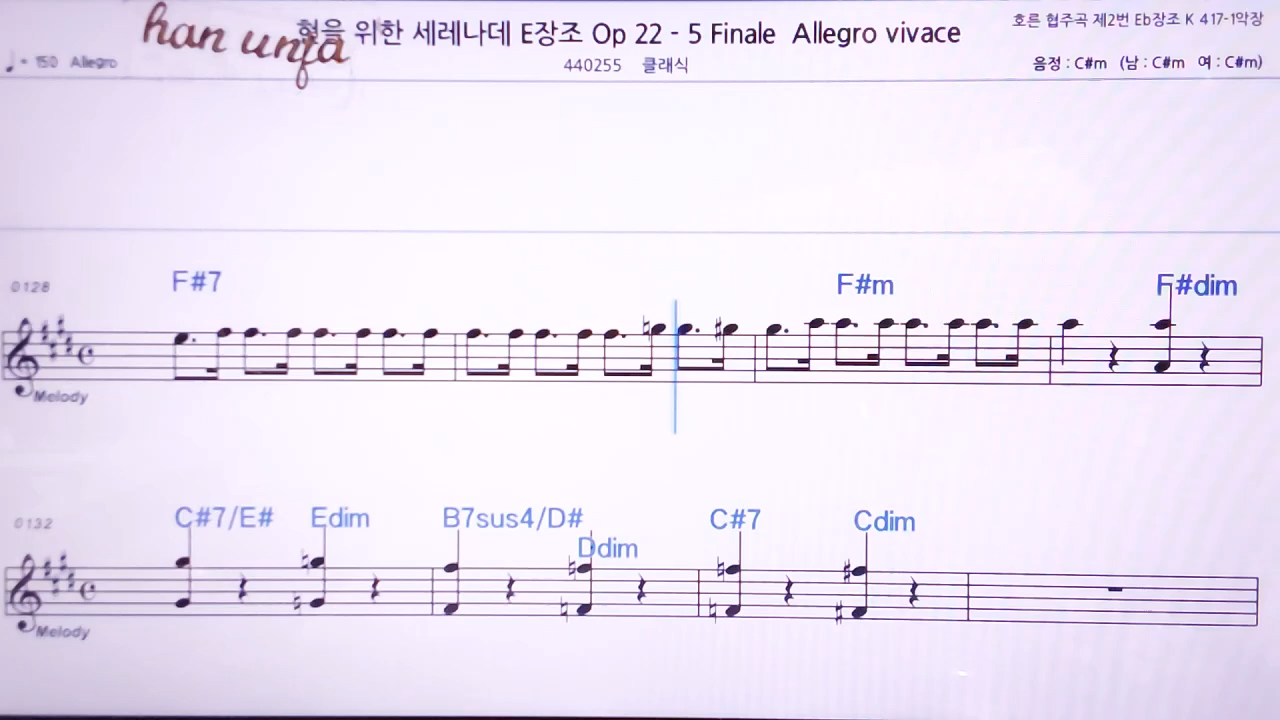 han unfa
현을 위한 세레나데 E장조 Op 22 - 5 Finale Allegro vivace
호른 협주곡 제2번 Eb장조 K 417-1악장
♩ = 150 Allegro
440255 클래식
음정 : C#m (남 : C#m 여 : C#m)
0128 F#7 F#m F#dim
Melody
0132 C#7/E# Edim B7sus4/D# Ddim C#7 Cdim
Melody